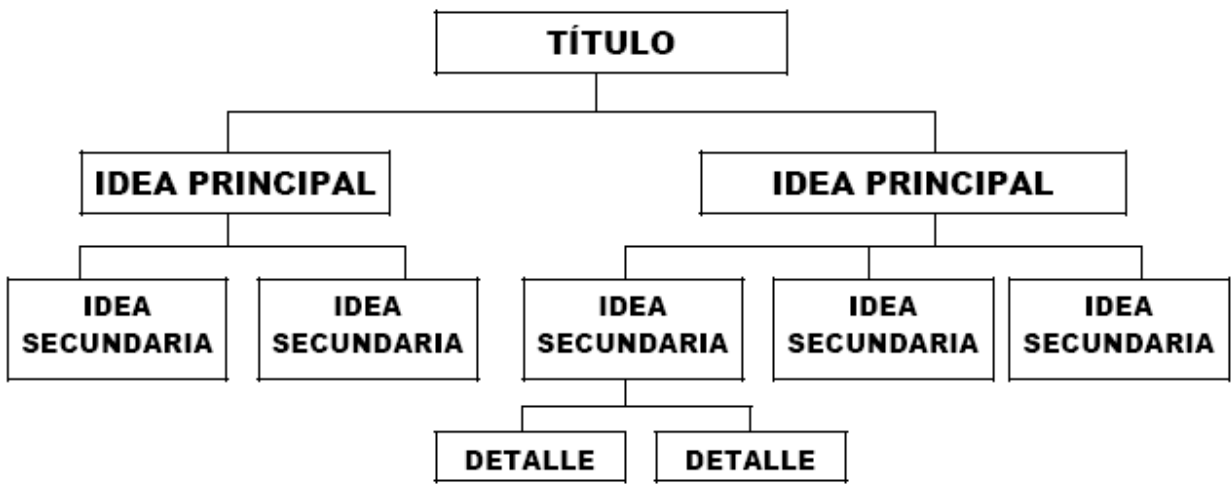 TÍTULO
IDEA PRINCIPAL
IDEA PRINCIPAL
IDEA
SECUNDARIA
IDEA
SECUNDARIA
IDEA
SECUNDARIA
IDEA
SECUNDARIA
IDEA
SECUNDARIA
DETALLE
DETALLE